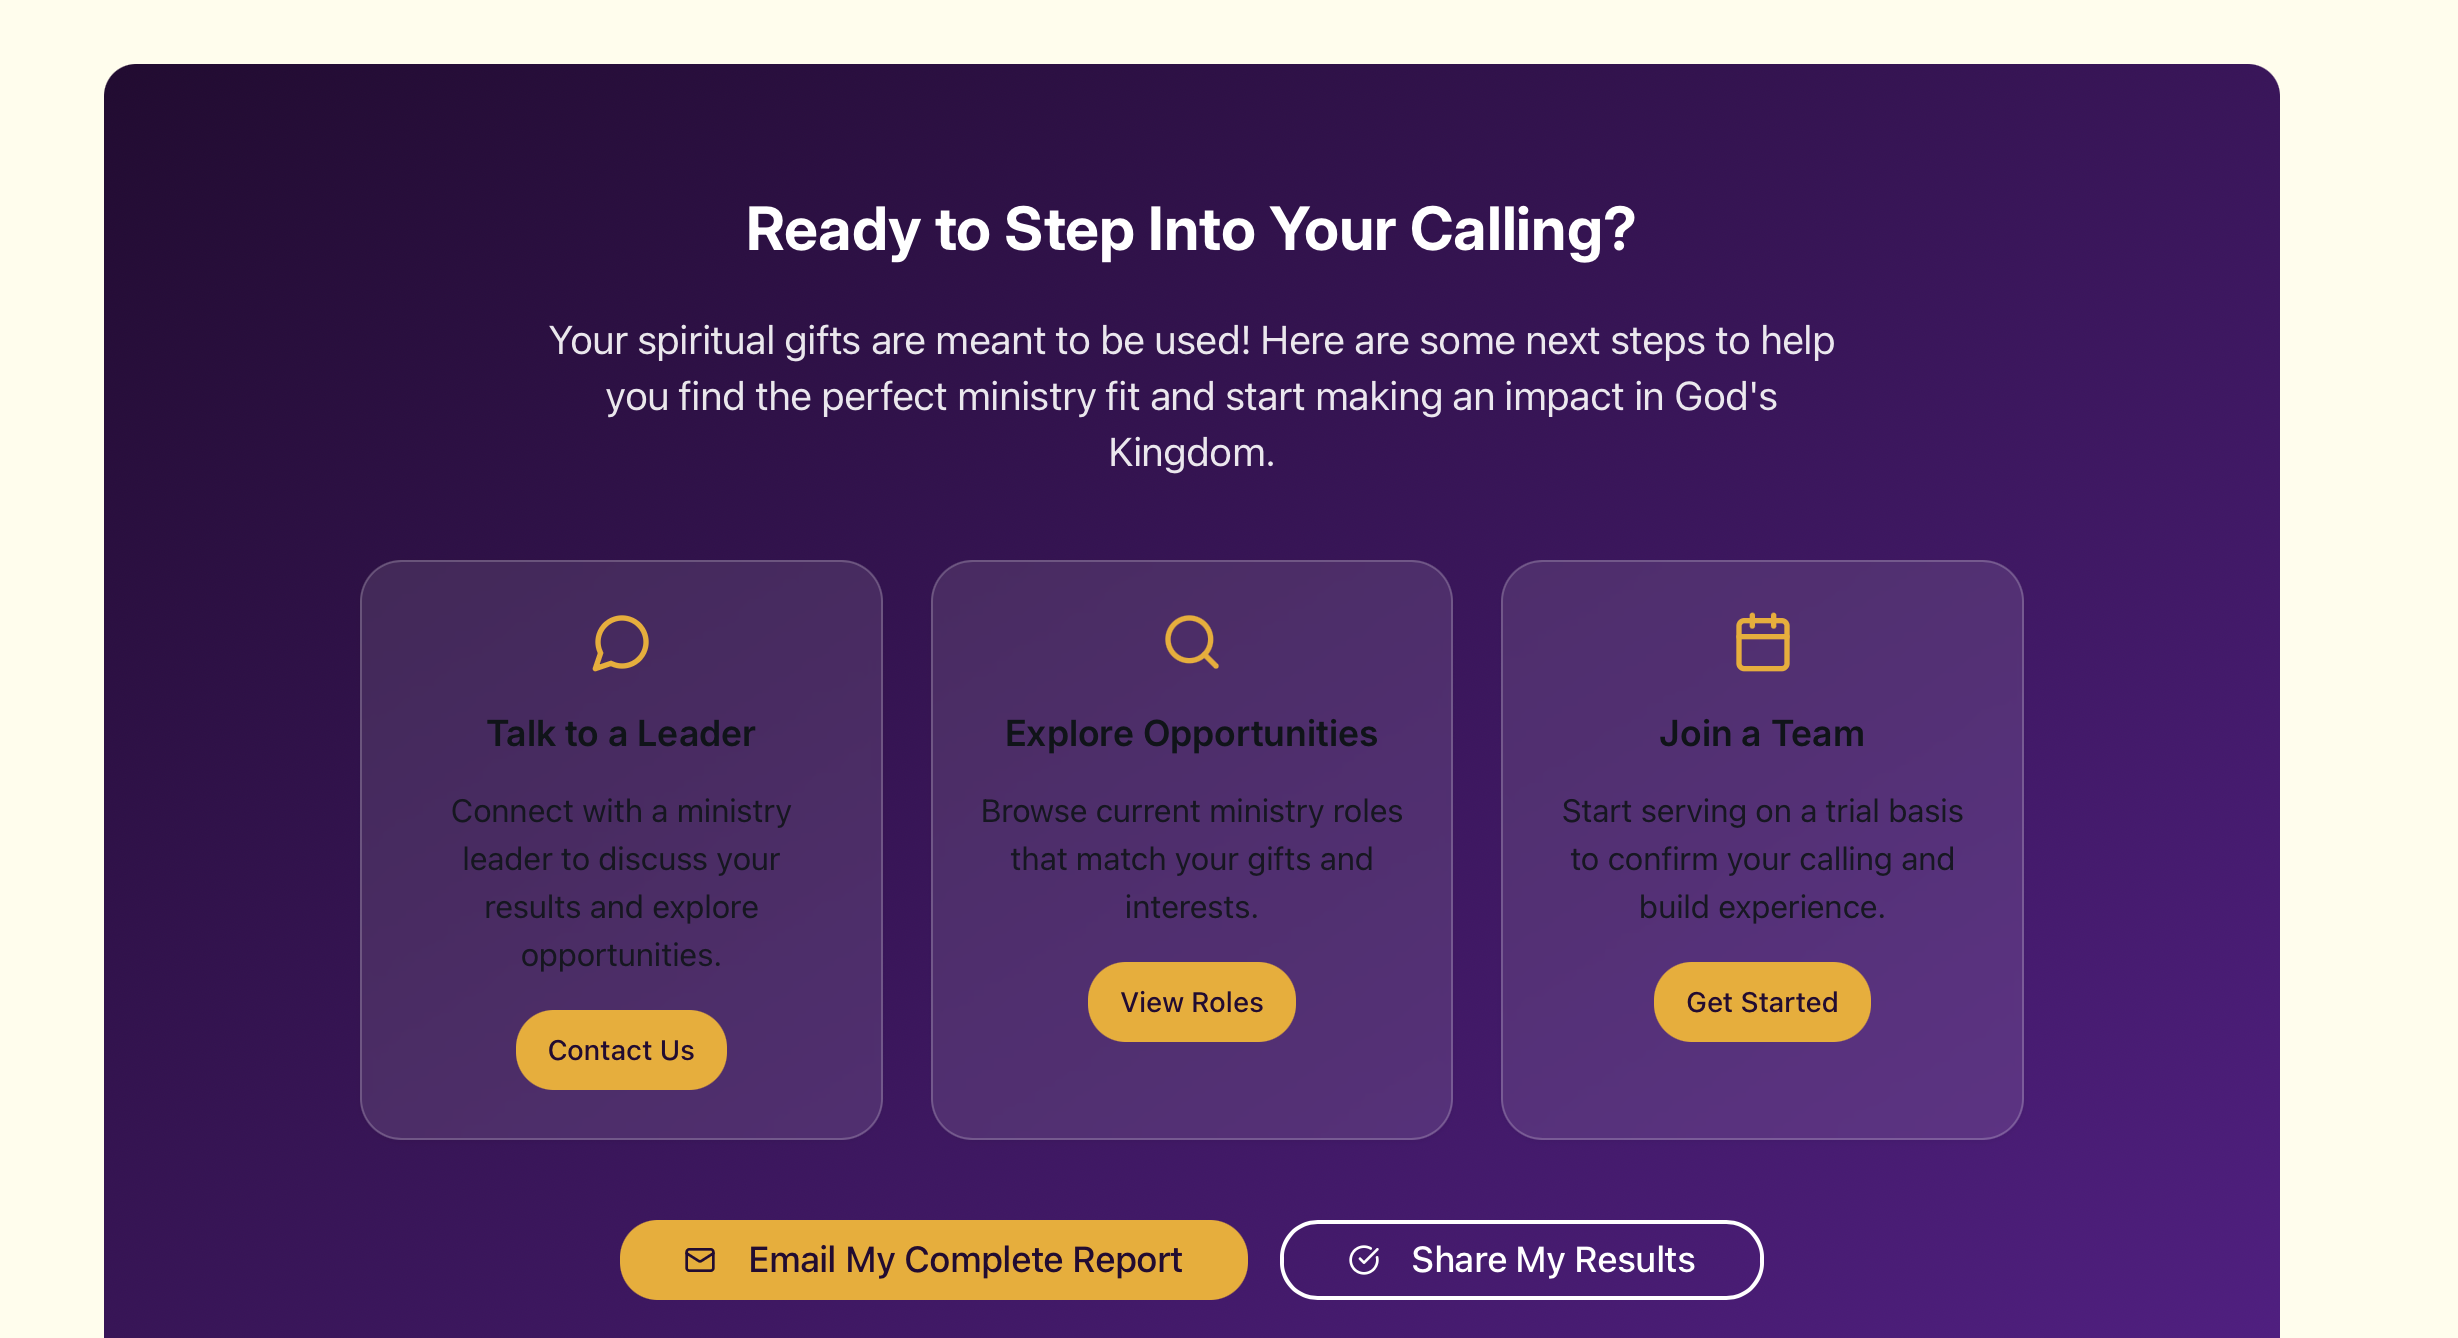 Ready to Step Into Your Calling?
Your spiritual gifts are meant to be used! Here are some next steps to help
you find the perfect ministry fit and start making an impact in God's
Kingdom.
Talk to a Leader
Connect with a ministry
leader to discuss your
results and explore
opportunities.
Contact Us
Explore Opportunities
Browse current ministry roles
that match your gifts and
interests.
View Roles
Join a Team
Start serving on a trial basis
to confirm your calling and
build experience.
Get Started
Email My Complete Report
Share My Results